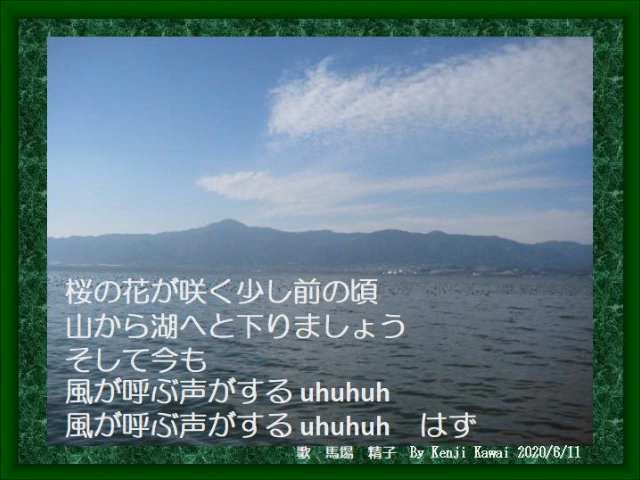 桜の花が咲く少し前の頃
山から湖へと下りましょう
そして今も
風が呼ぶ声がする uhuhuh
風が呼ぶ声がする uhuhuh　はず
歌　馬場　精子　By Kenji Kawai 2020/6/11